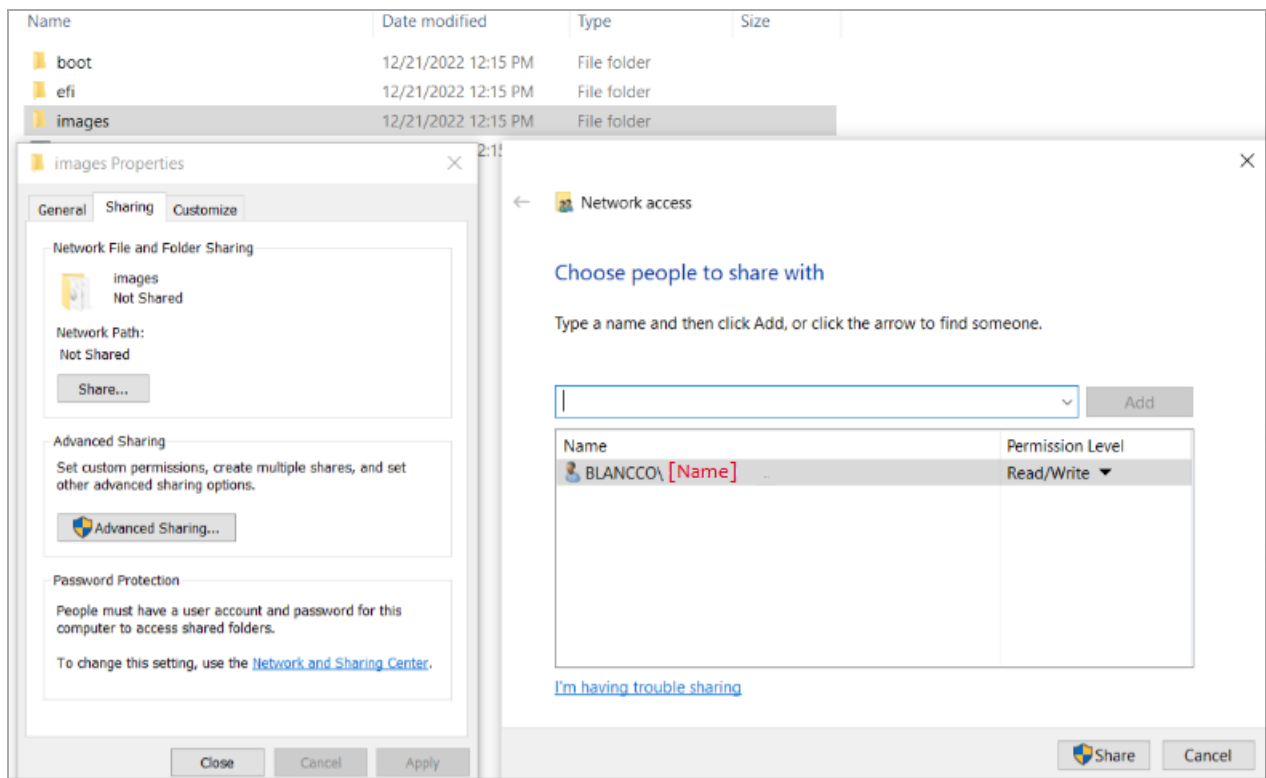 Name Date modified Type Size
boot 12/21/2022 12:15 PM File folder
efi 12/21/2022 12:15 PM File folder
images 12/21/2022 12:15 PM File folder
images Properties
General Sharing Customize
Network File and Folder Sharing
images
Not Shared
Network Path:
Not Shared
Share...
Advanced Sharing
Set custom permissions, create multiple shares, and set
other advanced sharing options.
Advanced Sharing...
Password Protection
People must have a user account and password for this
computer to access shared folders.
To change this setting, use the Network and Sharing Center.
Close Cancel Apply
Network access
Choose people to share with
Type a name and then click Add, or click the arrow to find someone.
Add
Name Permission Level
BLANCCO\ [Name] Read/Write
I'm having trouble sharing
Share Cancel